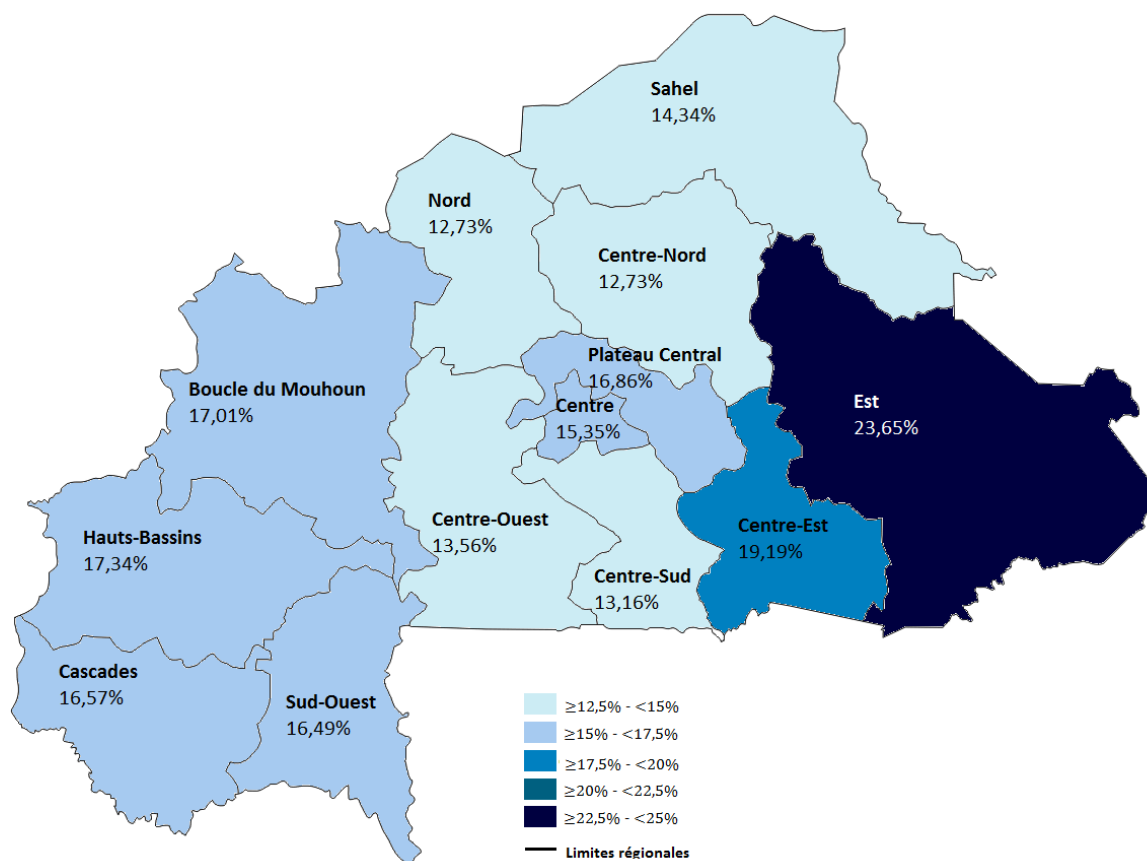 Sahel
14,34%
Nord
12,73%
Centre-Nord
12,73%
Plateau Central
16,86%
Boucle du Mouhoun
17,01%
Centre
15,35%
Est
23,65%
Centre-Ouest
13,56%
Centre-Est
19,19%
Hauts-Bassins
17,34%
Centre-Sud
13,16%
Cascades
16,57%
Sud-Ouest
16,49%
≥12,5% - <15%
≥15% - <17,5%
≥17,5% - <20%
≥20% - <22,5%
≥22,5% - <25%
Limites régionales